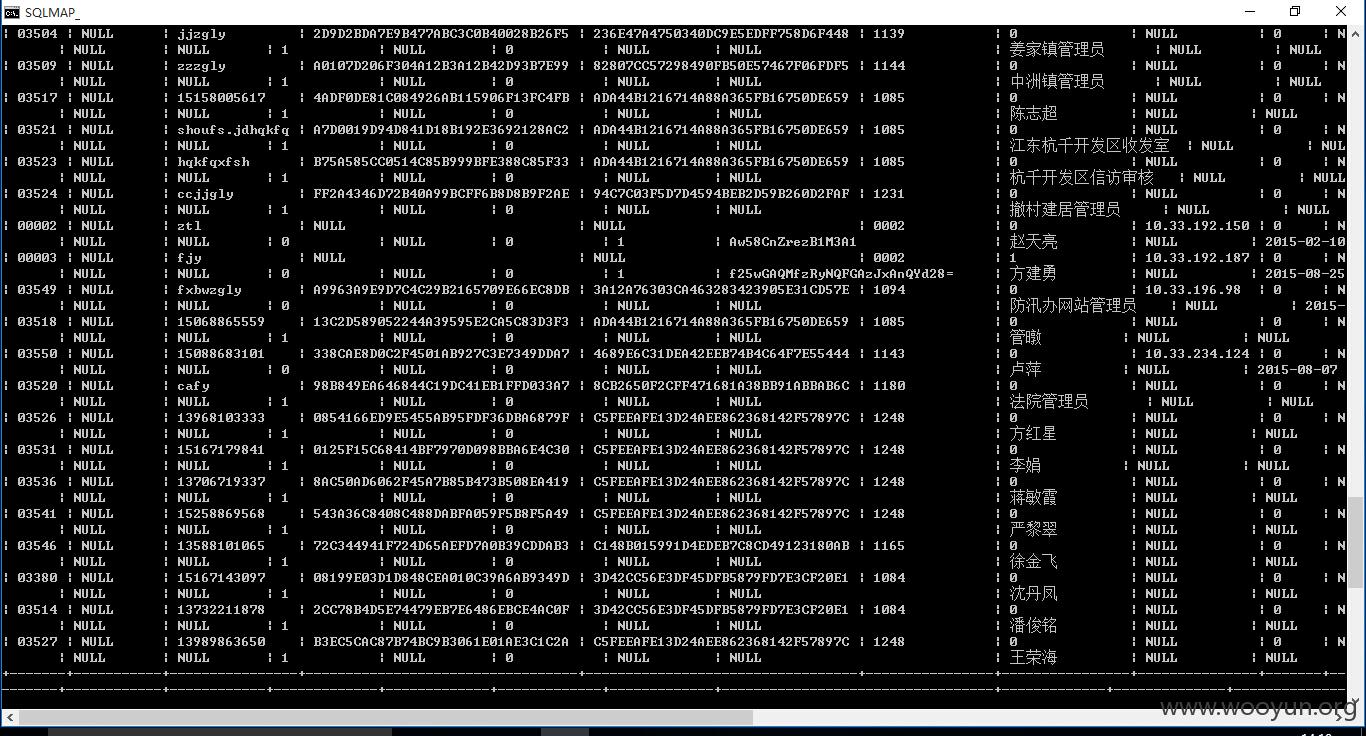 SQLMAP_
| 03504 | NULL | jjzgly | 2D9D2BDA7E9B477ABC3C0B40028B26F5 | 236E47A4750340DC9E5EDFF758D6F448 | 1139 | 0 | NULL | 0 | N
| NULL | NULL | 1 | NULL | 0 | NULL | NULL | 姜家镇管理员 | NULL | NULL
| 03509 | NULL | zzzgly | A0107D206F304A12B3A12B42D93B7E99 | 82807CC57298490FB50E57467F06FDF5 | 1144 | 0 | NULL | 0 | N
| NULL | NULL | 1 | NULL | 0 | NULL | NULL | 中洲镇管理员 | NULL | NULL
| 03517 | NULL | 15158005617 | 4ADF0DE81C084926AB115906F13FC4FB | ADA44B1216714A88A365FB16750DE659 | 1085 | 0 | NULL | 0 | N
| NULL | NULL | 1 | NULL | 0 | NULL | NULL | 陈志超 | NULL | NULL
| 03521 | NULL | shoufs.jdhqkfq | A7D0019D94D841D18B192E3692128AC2 | ADA44B1216714A88A365FB16750DE659 | 1085 | 0 | NULL | 0 | N
| NULL | NULL | 1 | NULL | 0 | NULL | NULL | 江东杭千开发区收发室 | NULL | NUL
| 03523 | NULL | hqkfqxfsh | B75A585CC0514C85B999BFE388C85F33 | ADA44B1216714A88A365FB16750DE659 | 1085 | 0 | NULL | 0 | N
| NULL | NULL | 1 | NULL | 0 | NULL | NULL | 杭千开发区信访审核 | NULL | NULL
| 03524 | NULL | ccjjgly | FF2A4346D72B40A99BCFF6B8D8B9F2AE | 94C7C03F5D7D4594BEB2D59B260D2FAF | 1231 | 0 | NULL | 0 | N
| NULL | NULL | 1 | NULL | 0 | NULL | NULL | 撤村建居管理员 | NULL | NULL
| 00002 | NULL | ztl | NULL | NULL | 0002 | 0 | 10.33.192.150 | 0 | N
| NULL | NULL | 0 | NULL | 0 | 1 | Aw58CnZrezB1M3A1 | 赵天亮 | NULL | 2015-02-10
| 00003 | NULL | fjy | NULL | NULL | 0002 | 1 | 10.33.192.187 | 0 | N
| NULL | NULL | 0 | NULL | 0 | 1 | f25wGAQMfzRyNQFGAzJxAnQYd28= | 方建勇 | NULL | 2015-08-25
| 03549 | NULL | fxbwzgly | A9963A9E9D7C4C29B2165709E66EC8DB | 3A12A76303CA463283423905E31CD57E | 1094 | 0 | 10.33.196.98 | 0 | N
| NULL | NULL | 0 | NULL | 0 | NULL | NULL | 防汛办网站管理员 | NULL | 2015-
| 03518 | NULL | 15068865559 | 13C2D589052244A39595E2CA5C83D3F3 | ADA44B1216714A88A365FB16750DE659 | 1085 | 0 | NULL | 0 | N
| NULL | NULL | 1 | NULL | 0 | NULL | NULL | 管暾 | NULL | NULL
| 03550 | NULL | 15088683101 | 338CAE8D0C2F4501AB927C3E7349DDA7 | 4689E6C31DEA42EEB74B4C64F7E55444 | 1143 | 0 | 10.33.234.124 | 0 | N
| NULL | NULL | 0 | NULL | 0 | NULL | NULL | 卢萍 | NULL | 2015-08-07
| 03520 | NULL | cafy | 98B849EA646844C19DC41EB1FFD033A7 | 8CB2650F2CFF471681A38BB91ABBAB6C | 1180 | 0 | NULL | 0 | N
| NULL | NULL | 1 | NULL | 0 | NULL | NULL | 法院管理员 | NULL | NULL
| 03526 | NULL | 13968103333 | 0854166ED9E5455AB95FDF36DBA6879F | C5FEEAFE13D24AEE862368142F57897C | 1248 | 0 | NULL | 0 | N
| NULL | NULL | 1 | NULL | 0 | NULL | NULL | 方红星 | NULL | NULL
| 03531 | NULL | 15167179841 | 0125F15C68414BF7970D098BBA6E4C30 | C5FEEAFE13D24AEE862368142F57897C | 1248 | 0 | NULL | 0 | N
| NULL | NULL | 1 | NULL | 0 | NULL | NULL | 李娟 | NULL | NULL
| 03536 | NULL | 13706719337 | 8AC50AD6062F45A7B85B473B508EA419 | C5FEEAFE13D24AEE862368142F57897C | 1248 | 0 | NULL | 0 | N
| NULL | NULL | 1 | NULL | 0 | NULL | NULL | 蒋敏霞 | NULL | NULL
| 03541 | NULL | 15258869568 | 543A36C8408C488DABFA059F5B8F5A49 | C5FEEAFE13D24AEE862368142F57897C | 1248 | 0 | NULL | 0 | N
| NULL | NULL | 1 | NULL | 0 | NULL | NULL | 严黎翠 | NULL | NULL
| 03546 | NULL | 13588101065 | 72C344941F724D65AEFD7A0B39CDDAB3 | C148B015991D4EDEB7C8CD49123180AB | 1165 | 0 | NULL | 0 | N
| NULL | NULL | 1 | NULL | 0 | NULL | NULL | 徐金飞 | NULL | NULL
| 03380 | NULL | 15167143097 | 08199E03D1D848CEA010C39A6AB9349D | 3D42CC56E3DF45DFB5879FD7E3CF20E1 | 1084 | 0 | NULL | 0 | N
| NULL | NULL | 1 | NULL | 0 | NULL | NULL | 沈丹凤 | NULL | NULL
| 03514 | NULL | 13732211878 | 2CC78B4D5E74479EB7E6486EBCE4AC0F | 3D42CC56E3DF45DFB5879FD7E3CF20E1 | 1084 | 0 | NULL | 0 | N
| NULL | NULL | 1 | NULL | 0 | NULL | NULL | 潘俊铭 | NULL | NULL
| 03527 | NULL | 13989863650 | B3EC5CAC87B74BC9B3061E01AE3C1C2A | C5FEEAFE13D24AEE862368142F57897C | 1248 | 0 | NULL | 0 | N
| NULL | NULL | 1 | NULL | 0 | NULL | NULL | 王荣海 | NULL | NULL
www.wooyun.org